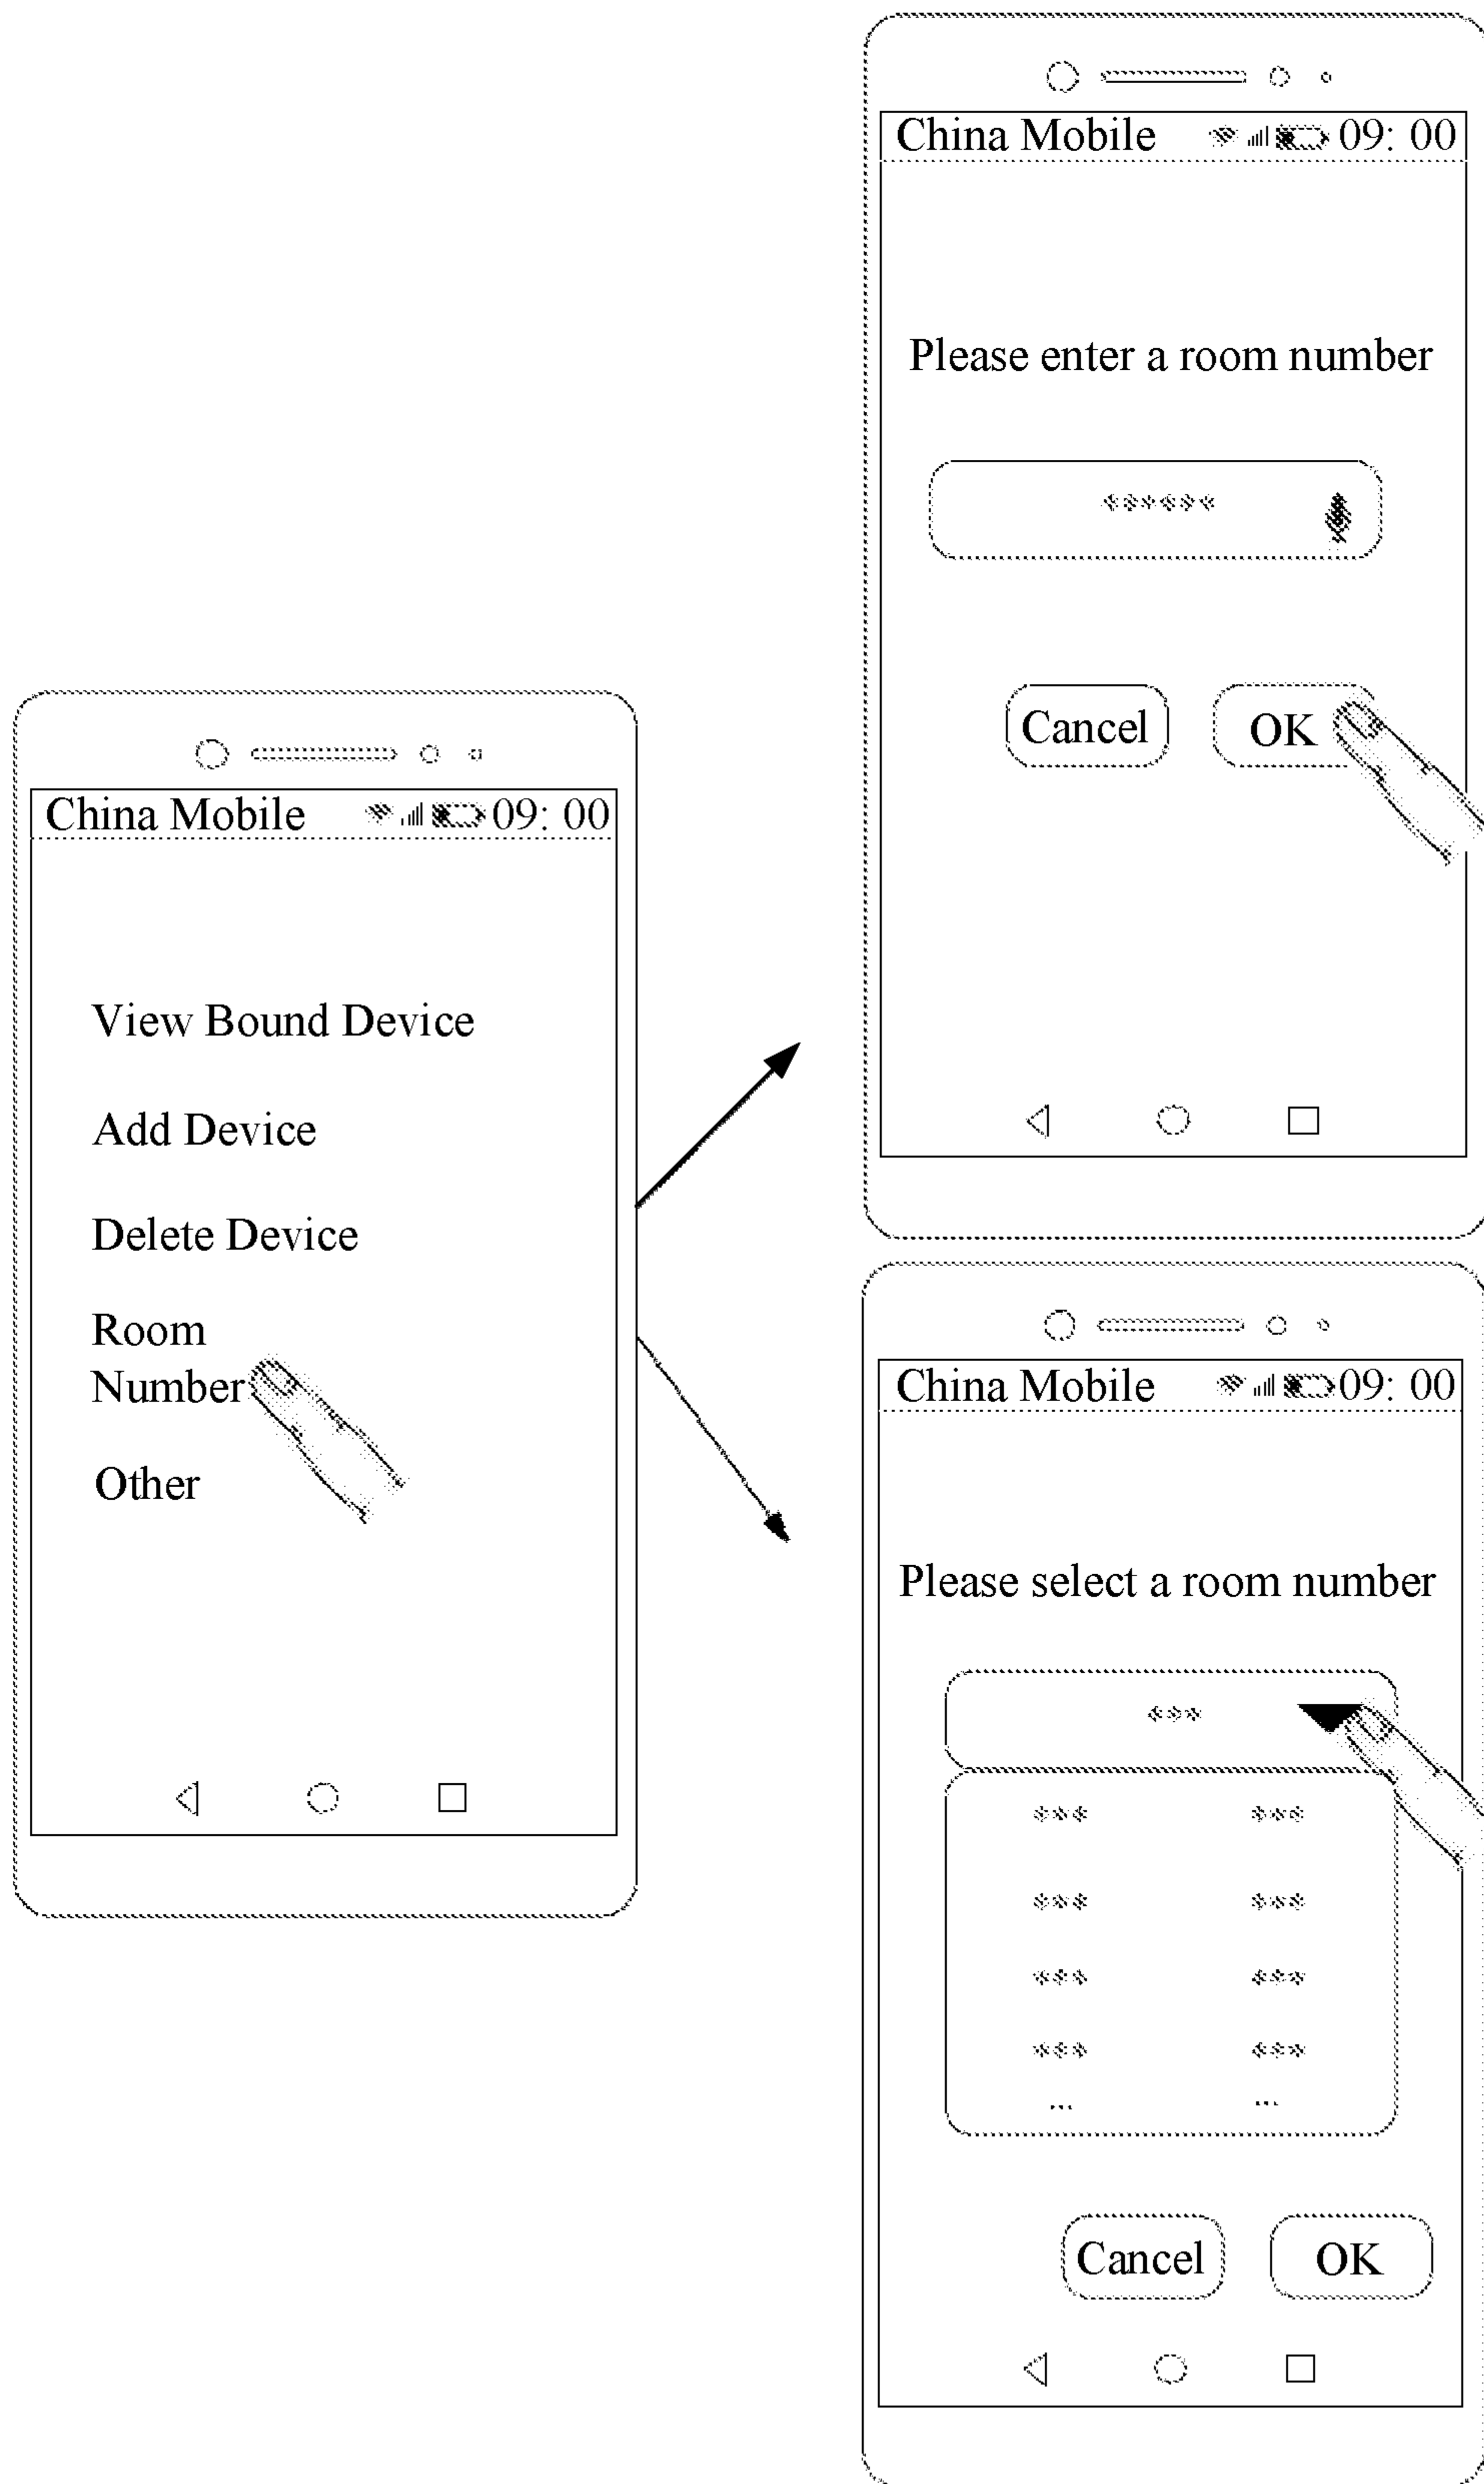 China Mobile 09: 00
View Bound Device
Add Device
Delete Device
Room
Number
Other
China Mobile 09: 00
Please enter a room number
******
Cancel OK
China Mobile 09: 00
Please select a room number
***
*** ***
*** ***
*** ***
*** ***
... ...
Cancel OK